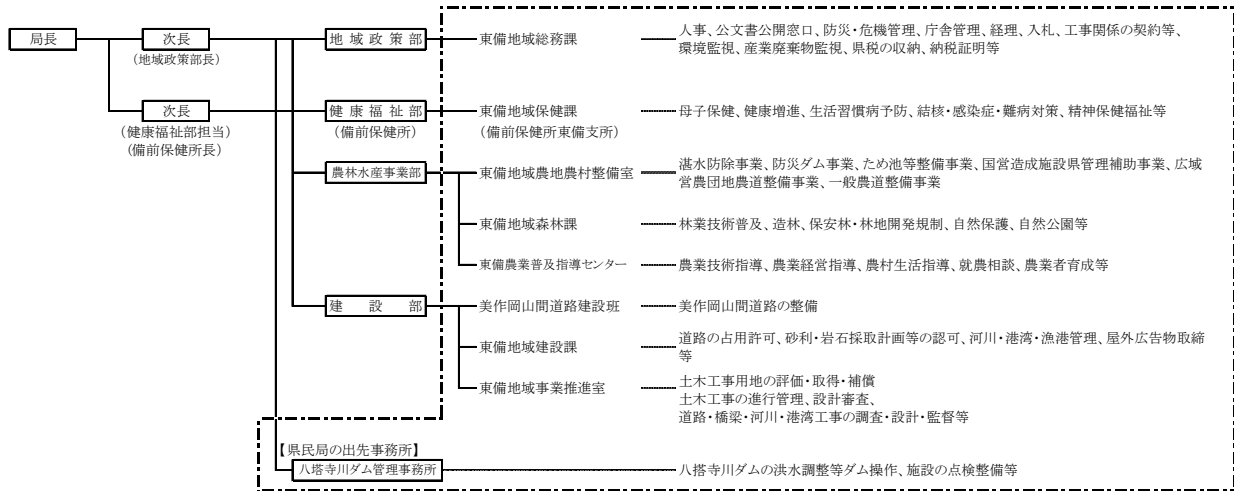 局長
次長
(地域政策部長)
地域政策部
東備地域総務課
人事、公文書公開窓口、防災・危機管理、庁舎管理、経理、入札、工事関係の契約等、
環境監視、産業廃棄物監視、県税の収納、納税証明等
次長
(健康福祉部担当)
(備前保健所長)
健康福祉部
(備前保健所)
東備地域保健課
(備前保健所東備支所)
母子保健、健康増進、生活習慣病予防、結核・感染症・難病対策、精神保健福祉等
農林水産事業部
東備地域農地農村整備室
湛水防除事業、防災ダム事業、ため池等整備事業、国営造成施設県管理補助事業、広域
営農団地農道整備事業、一般農道整備事業
東備地域森林課
林業技術普及、造林、保安林・林地開発規制、自然保護、自然公園等
東備農業普及指導センター
農業技術指導、農業経営指導、農村生活指導、就農相談、農業者育成等
建設部
美作岡山間道路建設班
美作岡山間道路の整備
東備地域建設課
道路の占用許可、砂利・岩石採取計画等の認可、河川・港湾・漁港管理、屋外広告物取締
等
東備地域事業推進室
土木工事用地の評価・取得・補償
土木工事の進行管理、設計審査、
道路・橋梁・河川・港湾工事の調査・設計・監督等
【県民局の出先事務所】
八塔寺川ダム管理事務所
八塔寺川ダムの洪水調整等ダム操作、施設の点検整備等